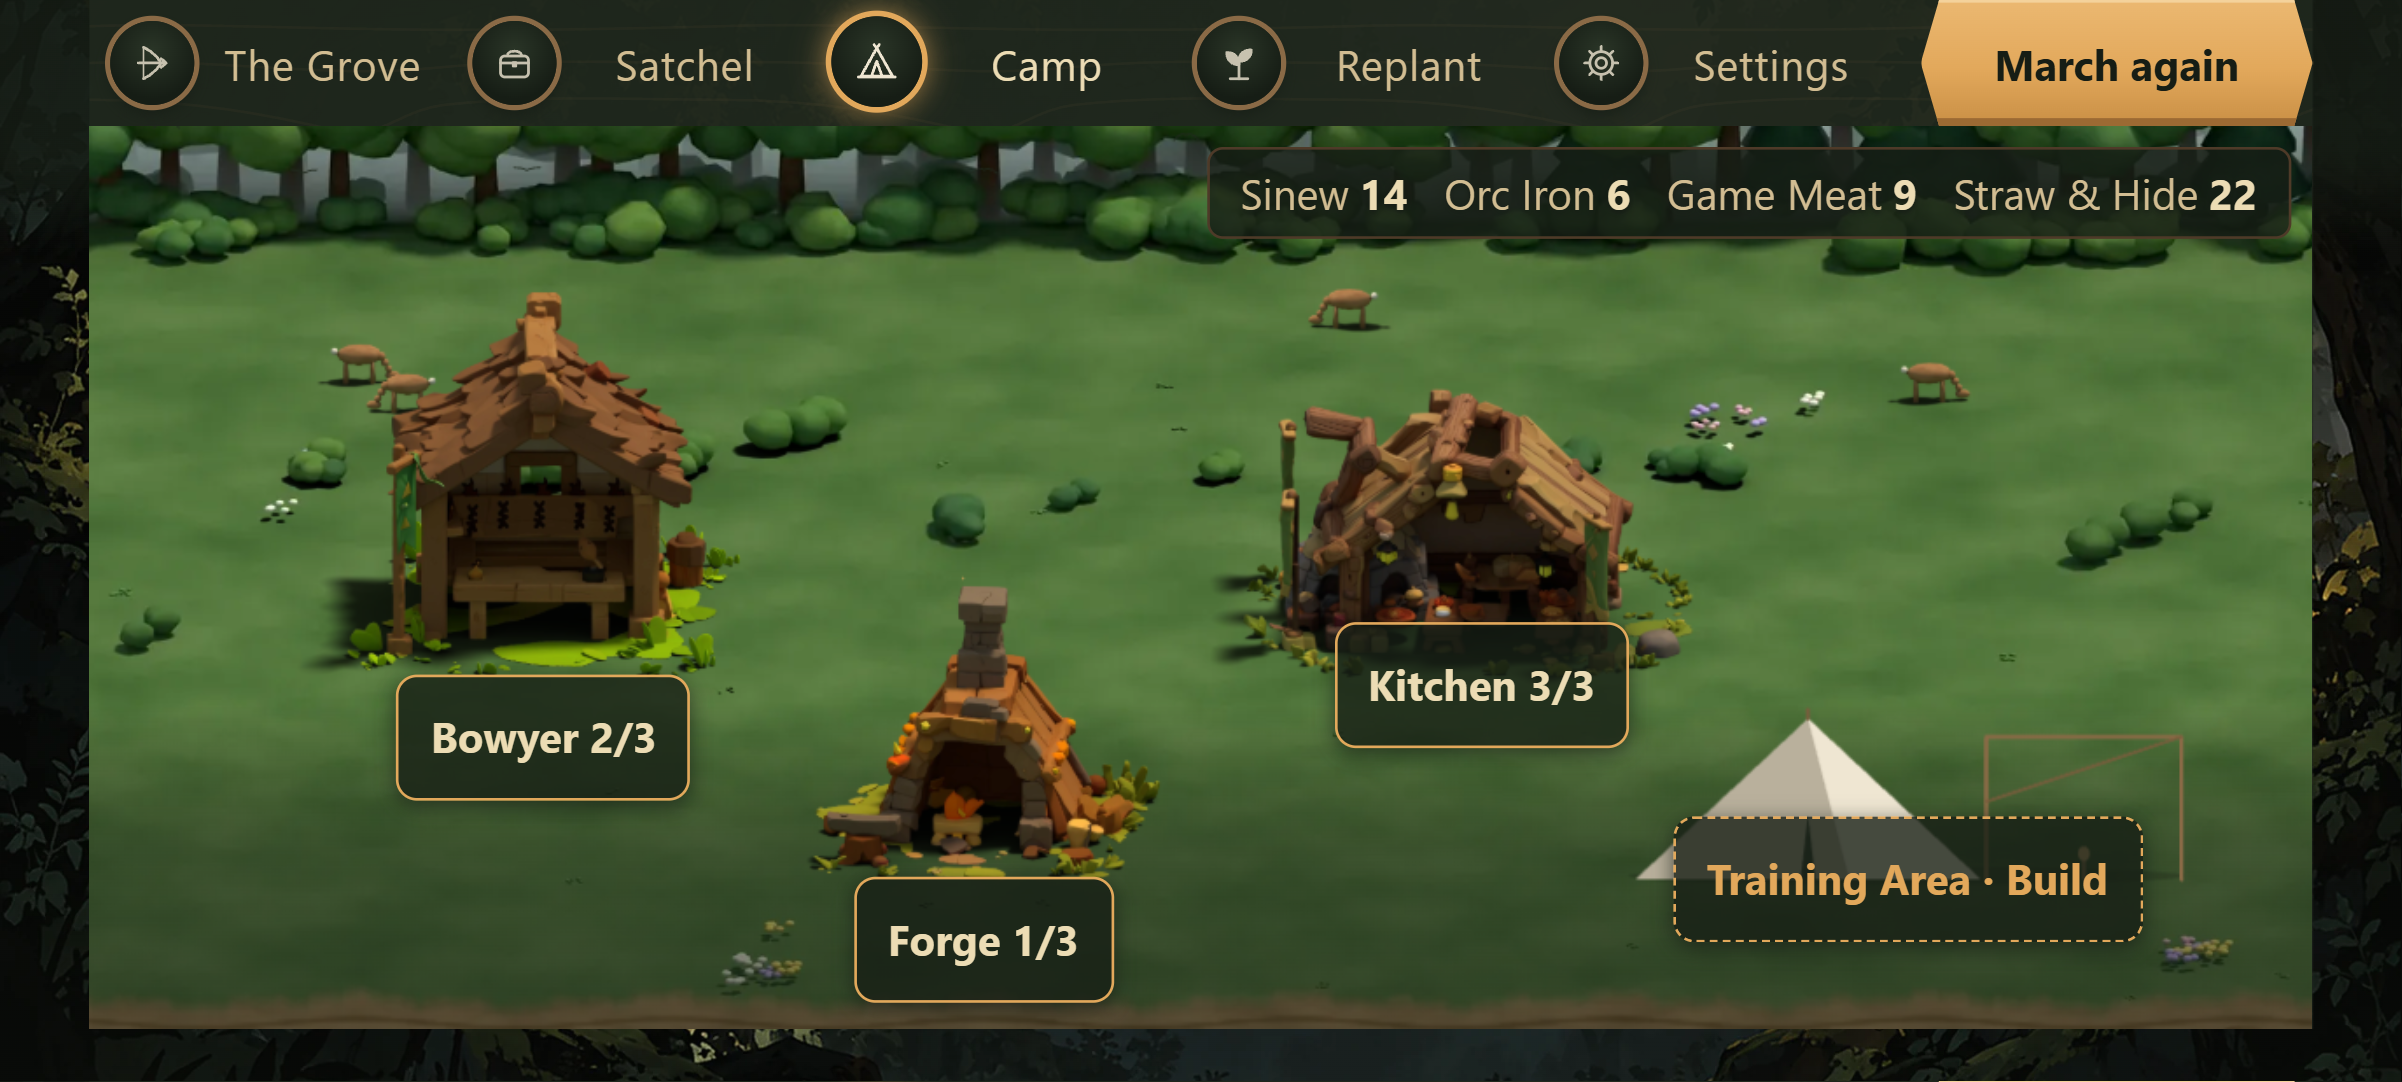 The Grove
Satchel
Camp
Replant
Settings
March again
Sinew 14 Orc Iron 6 Game Meat 9 Straw & Hide 22
Kitchen 3/3
Bowyer 2/3
Training Area · Build
Forge 1/3